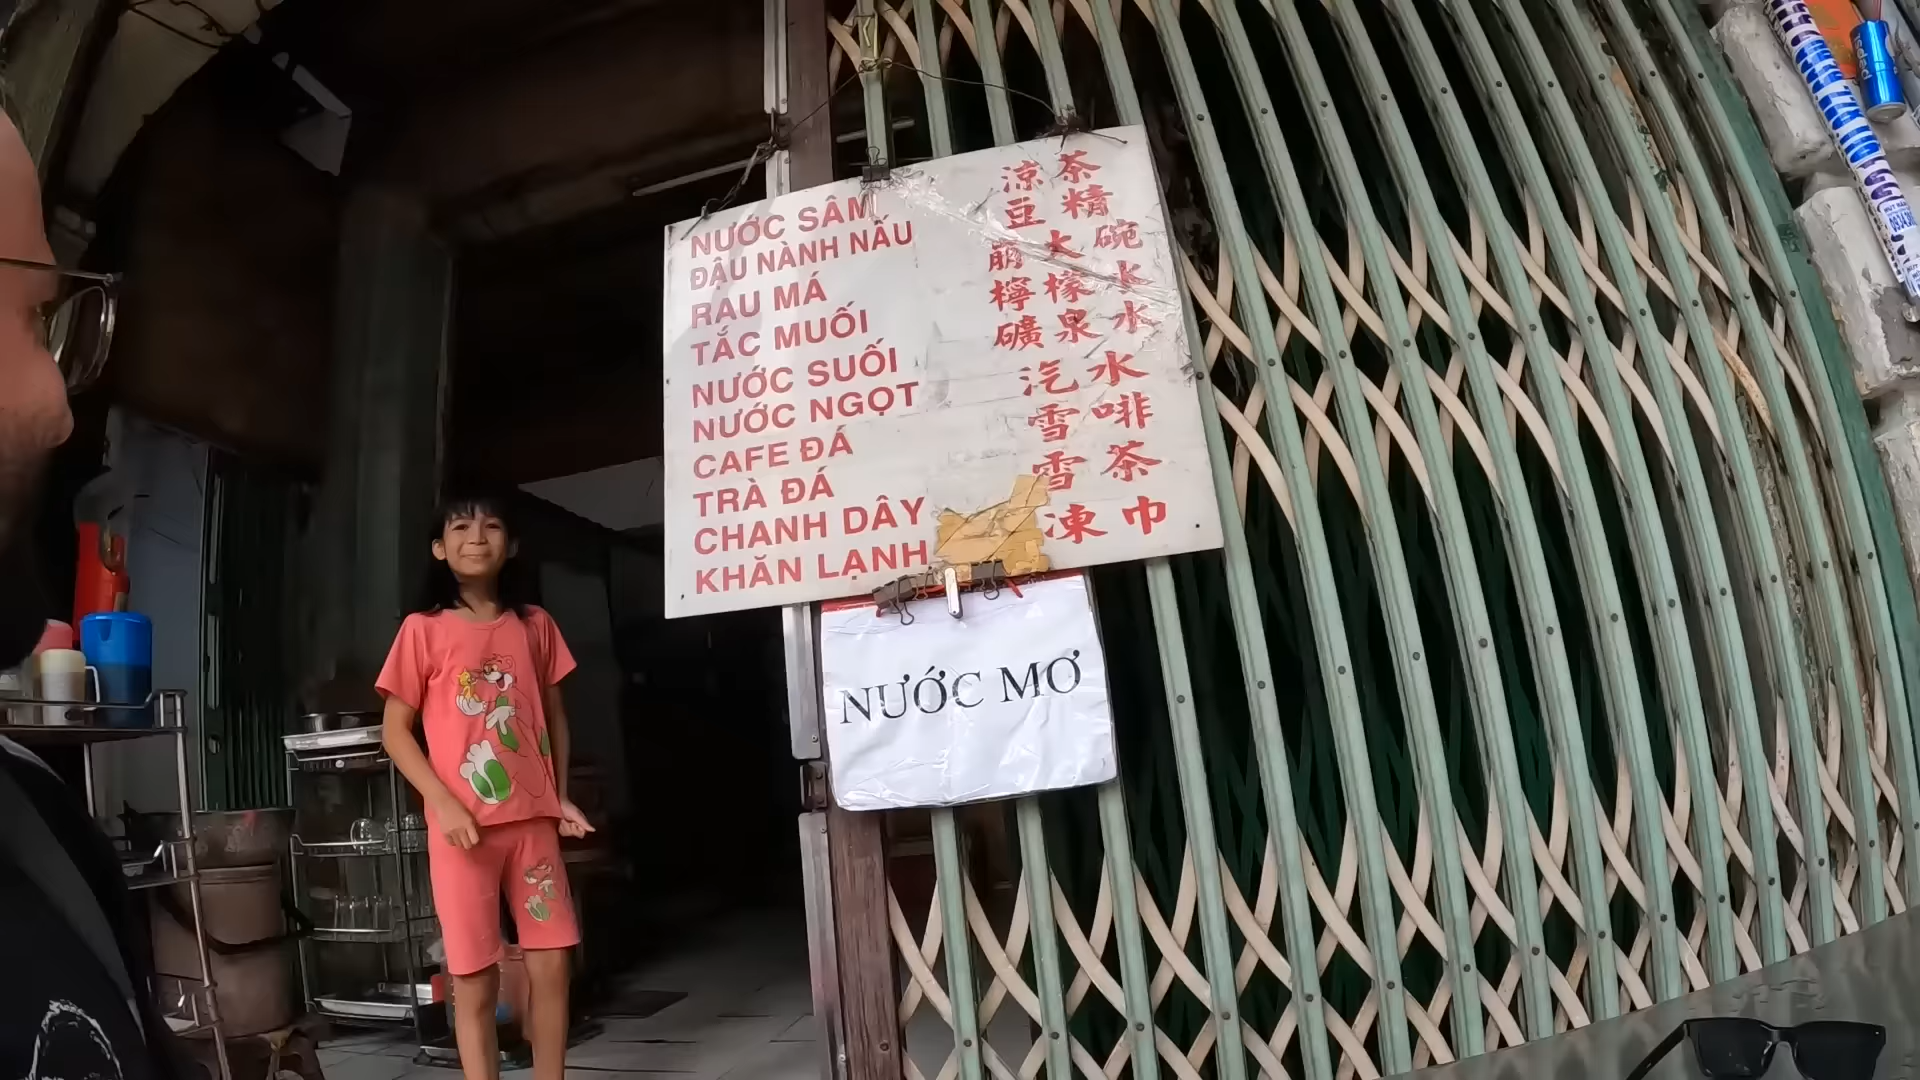 NƯỚC SÂM 涼茶
ĐẬU NÀNH NẤU 豆精
RAU MÁ 崩大碗
TẮC MUỐI 檸檬水
NƯỚC SUỐI 礦泉水
NƯỚC NGỌT 汽水
CAFE ĐÁ 雪啡
TRÀ ĐÁ 雪茶
CHANH DÂY
KHĂN LẠNH 凍巾
NƯỚC MƠ